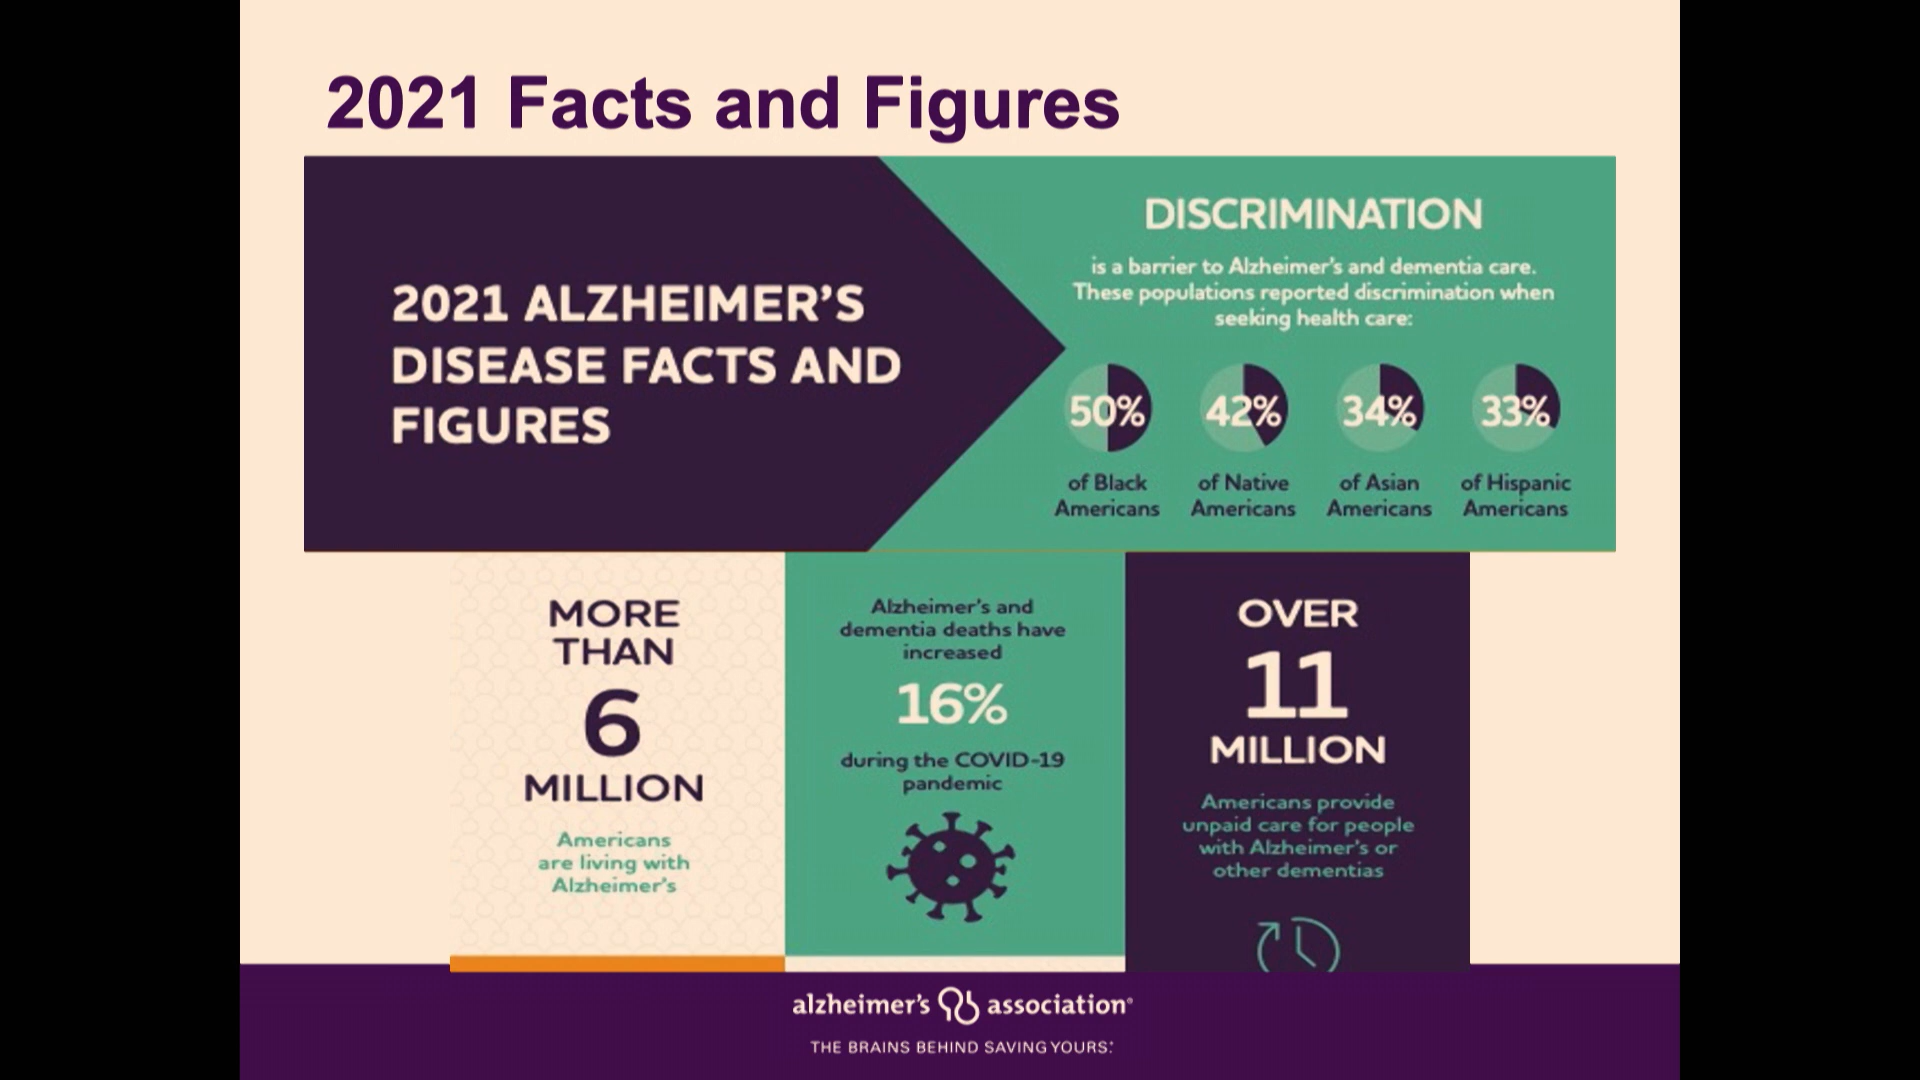 2021 Facts and Figures
2021 ALZHEIMER'S
DISEASE FACTS AND
FIGURES
DISCRIMINATION
is a barrier to Alzheimer's and dementia care.
These populations reported discrimination when
seeking health care:
50%
of Black
Americans
42%
of Native
Americans
34%
of Asian
Americans
33%
of Hispanic
Americans
MORE
THAN
6
MILLION
Americans
are living with
Alzheimer's
Alzheimer's and
dementia deaths have
increased
16%
during the COVID-19
pandemic
OVER
11
MILLION
Americans provide
unpaid care for people
with Alzheimer's or
other dementias
alzheimer's association®
THE BRAINS BEHIND SAVING YOURS.